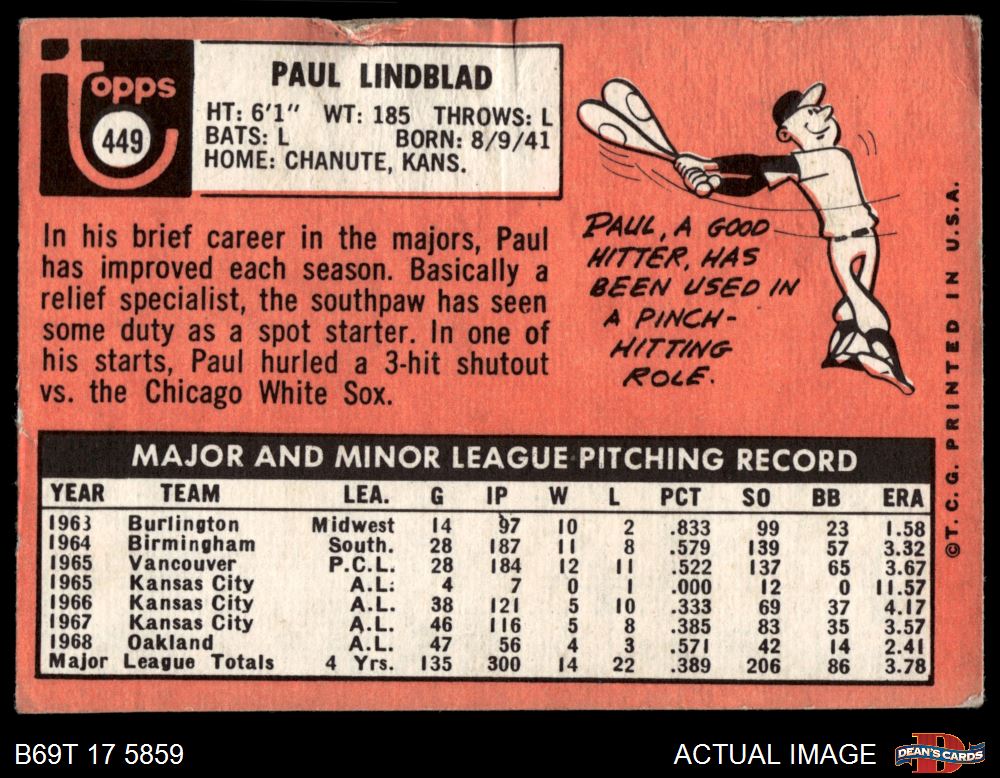 Topps
449
PAUL LINDBLAD
HT: 6'1" WT: 185 THROWS: L
BATS: L BORN: 8/9/41
HOME: CHANUTE, KANS.
In his brief career in the majors, Paul
has improved each season. Basically a
relief specialist, the southpaw has seen
some duty as a spot starter. In one of
his starts, Paul hurled a 3-hit shutout
vs. the Chicago White Sox.
PAUL, A GOOD
HITTER, HAS
BEEN USED IN
A PINCH-
HITTING
ROLE.
©T.C.G. PRINTED IN U.S.A.
MAJOR AND MINOR LEAGUE PITCHING RECORD
YEAR TEAM LEA. G IP W L PCT SO BB ERA
1963 Burlington Midwest 14 97 10 2 .833 99 23 1.58
1964 Birmingham South. 28 187 11 8 .579 139 57 3.32
1965 Vancouver P.C.L. 28 184 12 11 .522 137 65 3.67
1965 Kansas City A.L. 4 7 0 1 .000 12 0 11.57
1966 Kansas City A.L. 38 121 5 10 .333 69 37 4.17
1967 Kansas City A.L. 46 116 5 8 .385 83 35 3.57
1968 Oakland A.L. 47 56 4 3 .571 42 14 2.41
Major League Totals 4 Yrs. 135 300 14 22 .389 206 86 3.78
B69T 17 5859
ACTUAL IMAGE
D
DEAN'S CARDS